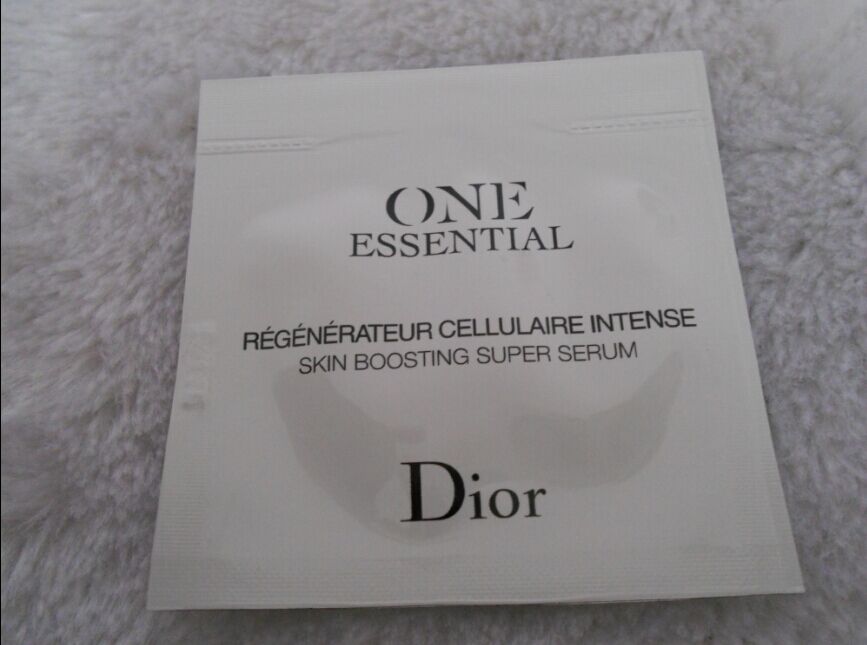 ONE
ESSENTIAL
RÉGÉNÉRATEUR CELLULAIRE INTENSE
SKIN BOOSTING SUPER SERUM
Dior